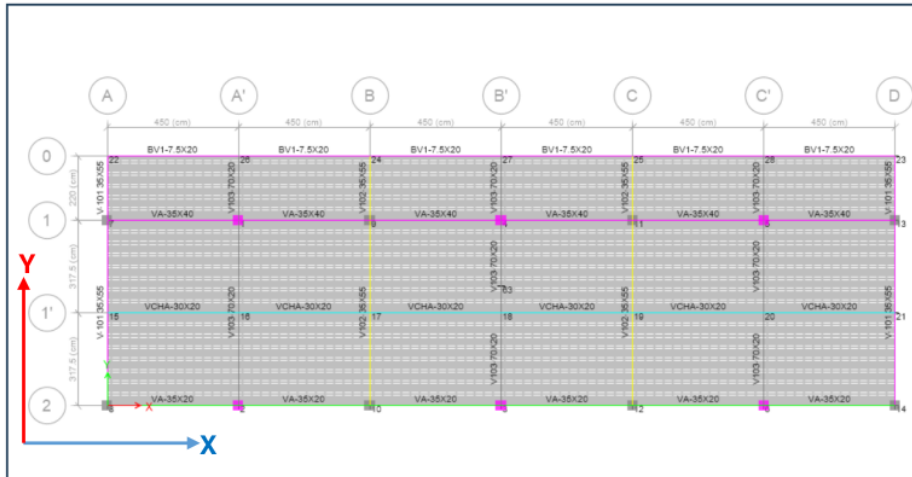 A A' B B' C C' D
450 (cm) 450 (cm) 450 (cm) 450 (cm) 450 (cm) 450 (cm)
0
BV1-7.5X20 BV1-7.5X20 BV1-7.5X20 BV1-7.5X20 BV1-7.5X20 BV1-7.5X20
22 26 24 27 25 28 23
220 (cm)
V-101 35X55 V103-70X20 V102-35X55 V103-70X20 V102-35X55 V103-70X20 V-101 35X55
VA-35X40 VA-35X40 VA-35X40 VA-35X40 VA-35X40 VA-35X40
1
7 9 11 13
Y
317.5 (cm)
V-101 35X55 V103-70X20 V102-35X55 V103-70X20 V102-35X55 V-101 35X55
63
VCHA-30X20 VCHA-30X20 VCHA-30X20 VCHA-30X20 VCHA-30X20 VCHA-30X20
1'
15 16 17 18 19 20 21
317.5 (cm)
V103-70X20 V103-70X20
Y
VA-35X20 VA-35X20 VA-35X20 VA-35X20 VA-35X20 VA-35X20
2
X
10 12 14
X